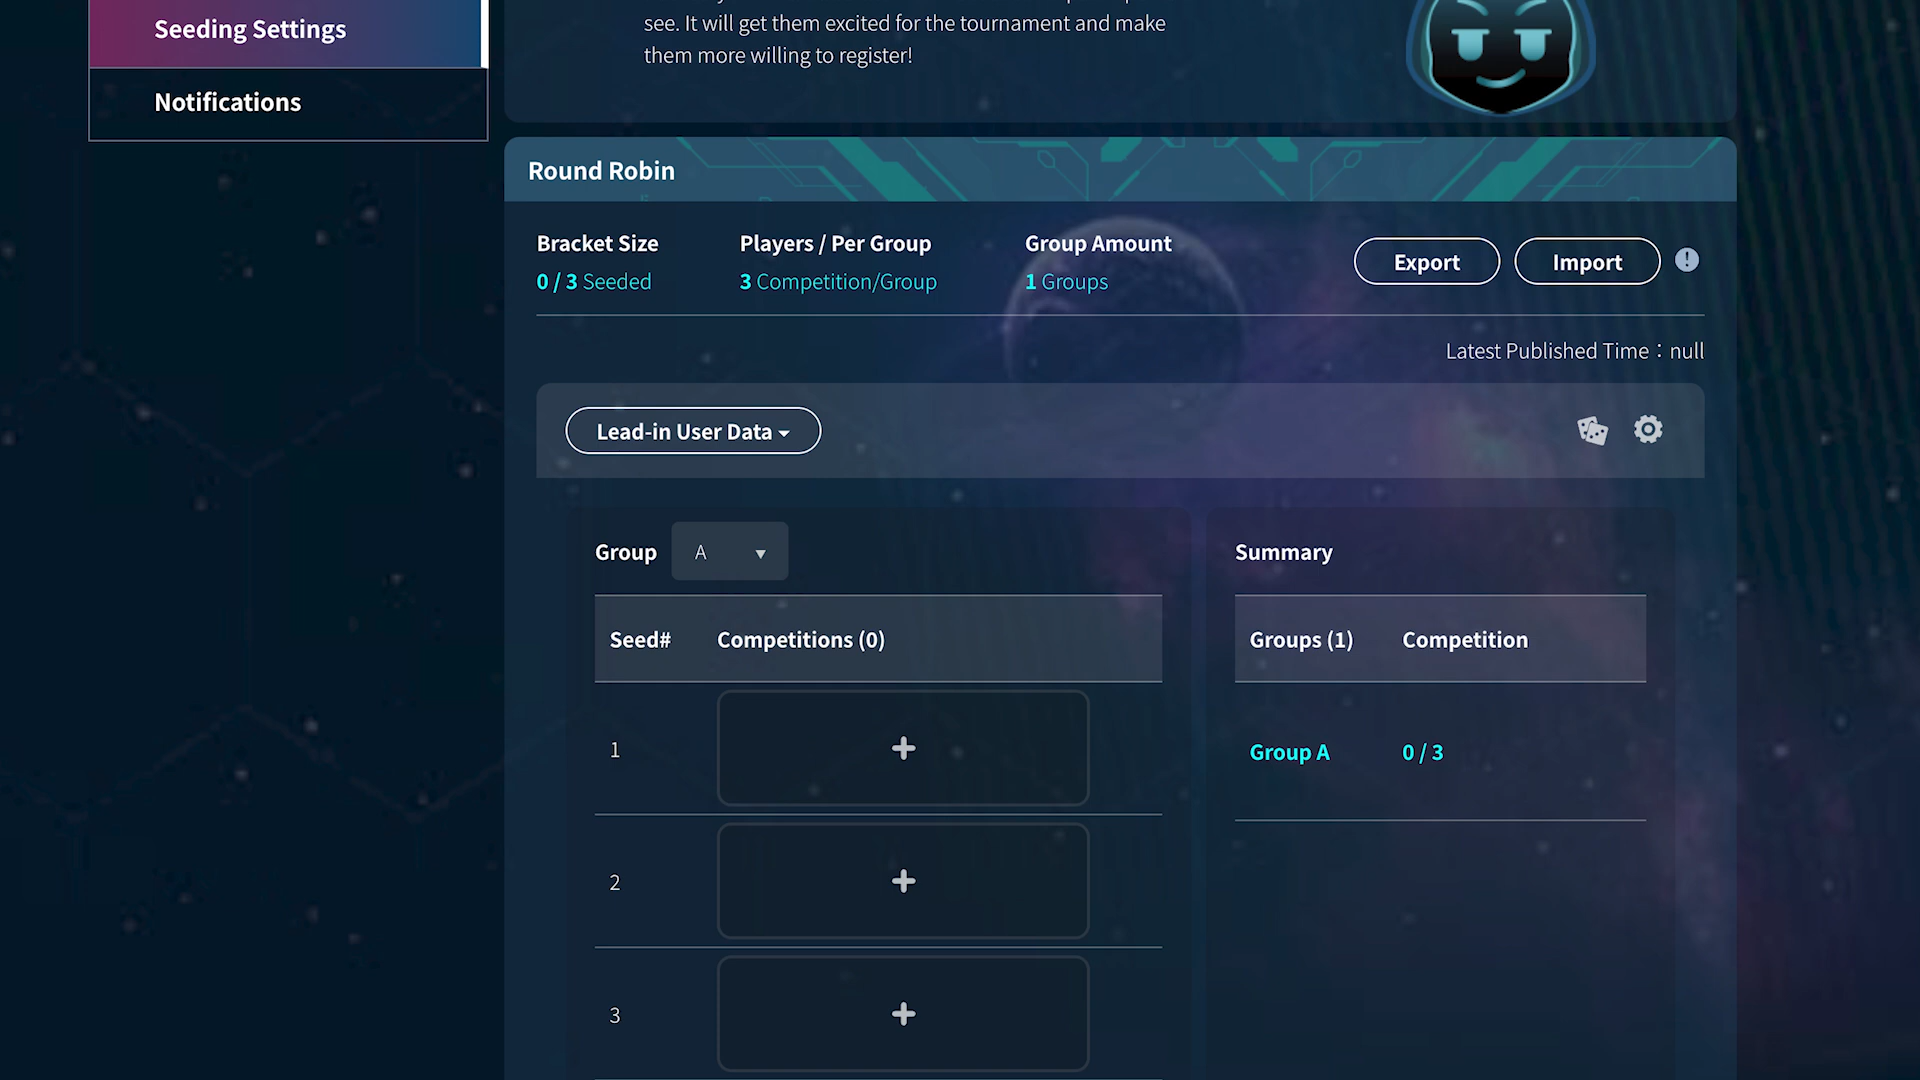 Seeding Settings
Notifications
see. It will get them excited for the tournament and make
them more willing to register!
Round Robin
Bracket Size
0 / 3 Seeded
Players / Per Group
3 Competition/Group
Group Amount
1 Groups
Export
Import
Latest Published Time：null
Lead-in User Data
Group
A
Seed#
Competitions (0)
1
2
3
Summary
Groups (1)
Competition
Group A
0 / 3